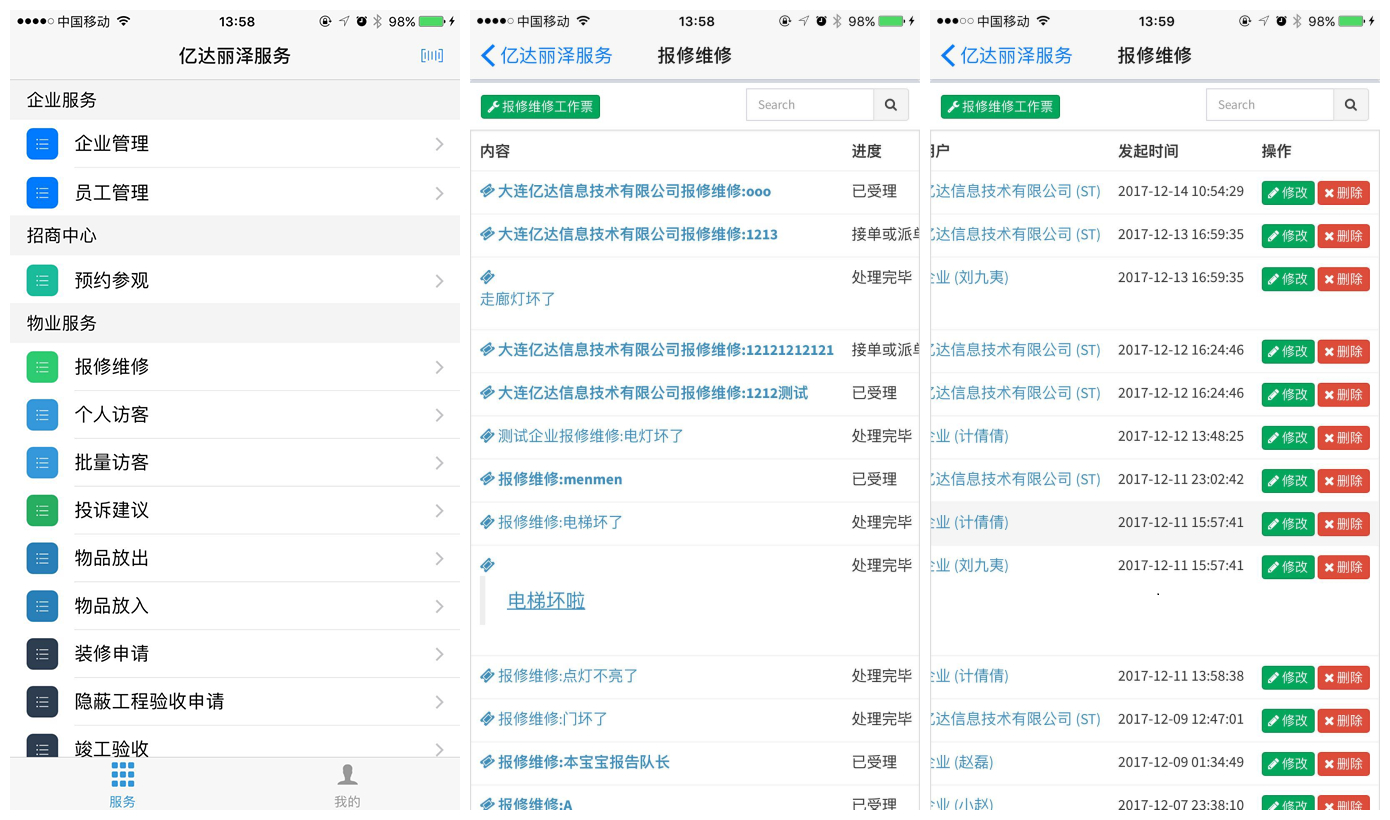 中国移动 13:58 98%
亿达丽泽服务
企业服务
企业管理
员工管理
招商中心
预约参观
物业服务
报修维修
个人访客
批量访客
投诉建议
物品放出
物品放入
装修申请
隐蔽工程验收申请
竣工验收
服务 我的
中国移动 13:58 98%
亿达丽泽服务 报修维修
报修维修工作票 Search
内容 进度
大连亿达信息技术有限公司报修维修:ooo 已受理
大连亿达信息技术有限公司报修维修:1213 接单或派单
处理完毕
走廊灯坏了
大连亿达信息技术有限公司报修维修:12121212121 接单或派单
大连亿达信息技术有限公司报修维修:1212测试 已受理
测试企业报修维修:电灯坏了 处理完毕
报修维修:menmen 已受理
报修维修:电梯坏了 处理完毕
处理完毕
电梯坏啦
报修维修:点灯不亮了 处理完毕
报修维修:门坏了 处理完毕
报修维修:本宝宝报告队长 已受理
报修维修:A 已受理
中国移动 13:59 98%
亿达丽泽服务 报修维修
报修维修工作票 Search
用户 发起时间 操作
亿达信息技术有限公司 (ST) 2017-12-14 10:54:29 修改 删除
亿达信息技术有限公司 (ST) 2017-12-13 16:59:35 修改 删除
企业 (刘九夷) 2017-12-13 16:59:35 修改 删除
亿达信息技术有限公司 (ST) 2017-12-12 16:24:46 修改 删除
亿达信息技术有限公司 (ST) 2017-12-12 16:24:46 修改 删除
企业 (计倩倩) 2017-12-12 13:48:25 修改 删除
亿达信息技术有限公司 (ST) 2017-12-11 23:02:42 修改 删除
企业 (计倩倩) 2017-12-11 15:57:41 修改 删除
企业 (刘九夷) 2017-12-11 15:57:41 修改 删除
企业 (计倩倩) 2017-12-11 13:58:38 修改 删除
亿达信息技术有限公司 (ST) 2017-12-09 12:47:01 修改 删除
企业 (赵磊) 2017-12-09 01:34:49 修改 删除
企业 (小赵) 2017-12-07 23:38:10 修改 删除